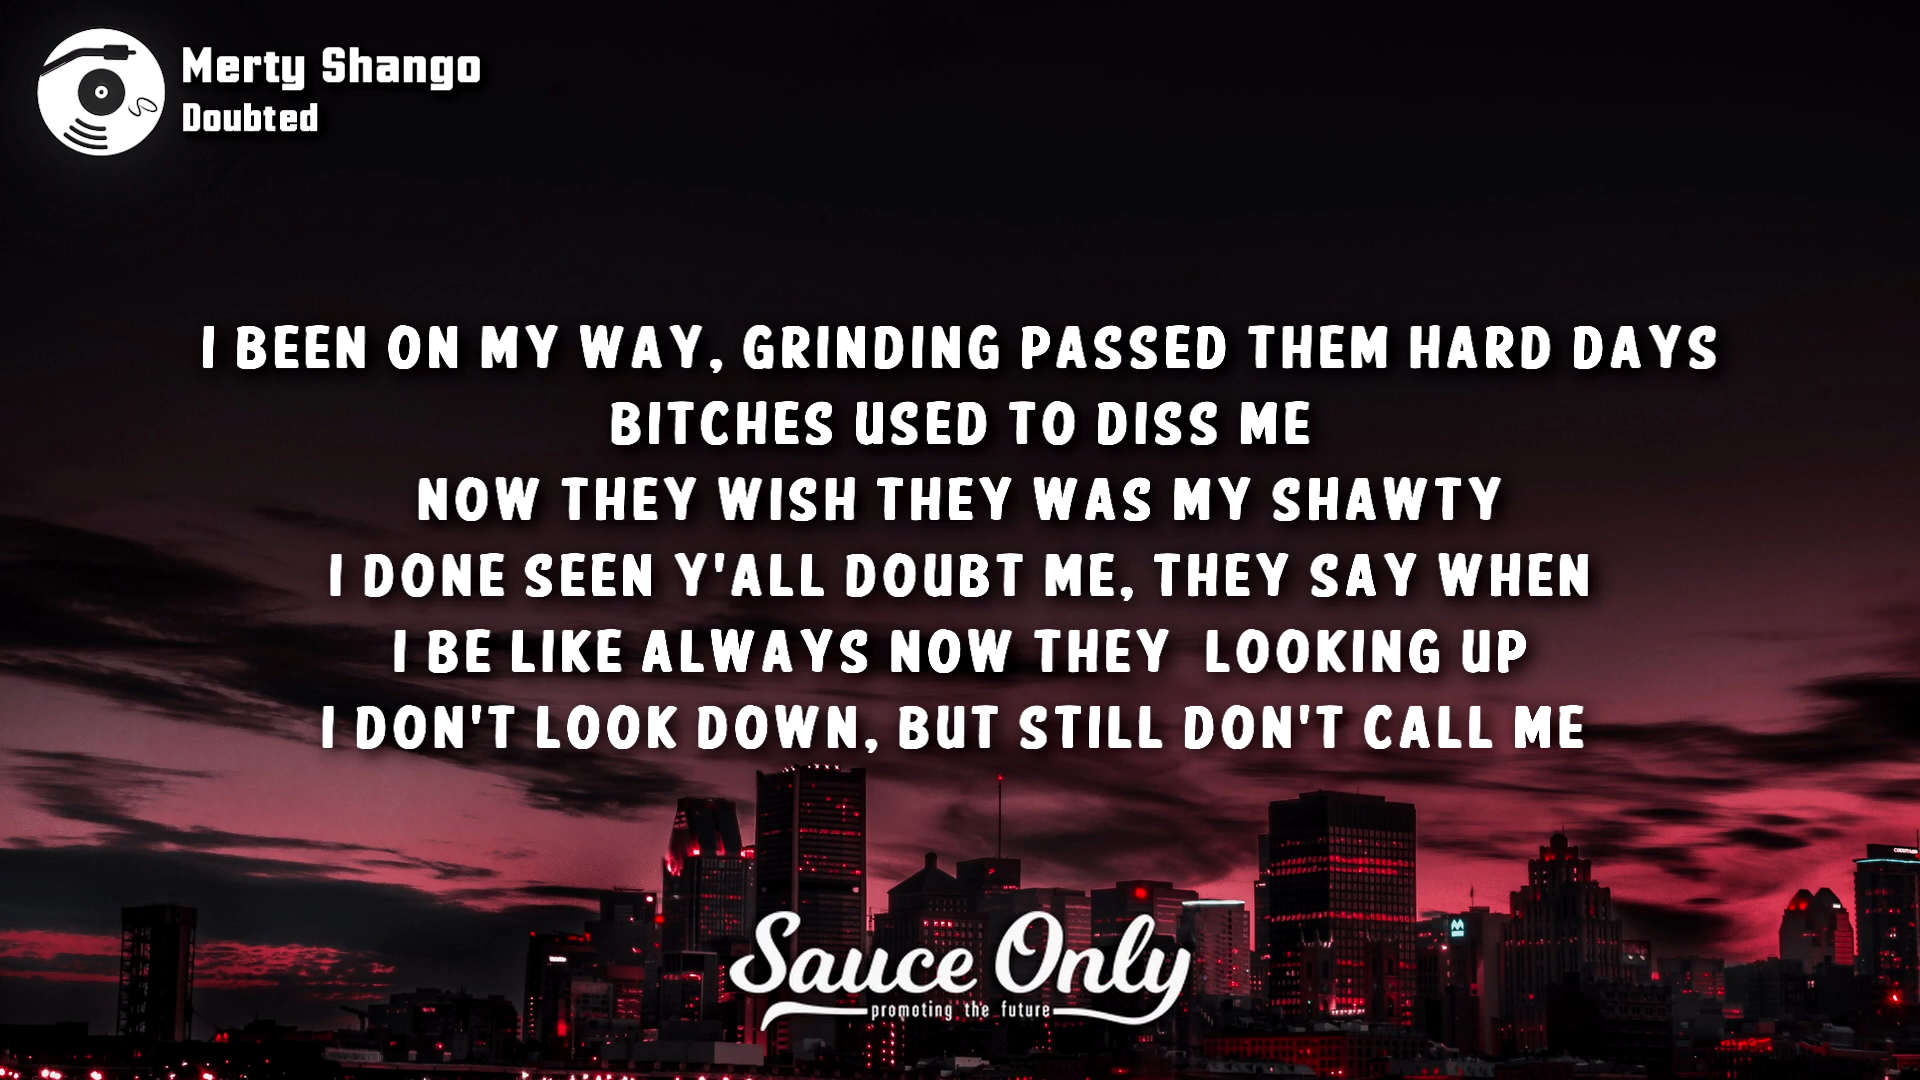 Merty Shango
Doubted
I BEEN ON MY WAY, GRINDING PASSED THEM HARD DAYS
BITCHES USED TO DISS ME
NOW THEY WISH THEY WAS MY SHAWTY
I DONE SEEN Y'ALL DOUBT ME, THEY SAY WHEN
I BE LIKE ALWAYS NOW THEY  LOOKING UP
I DON'T LOOK DOWN, BUT STILL DON'T CALL ME
Sauce Only
promoting the future